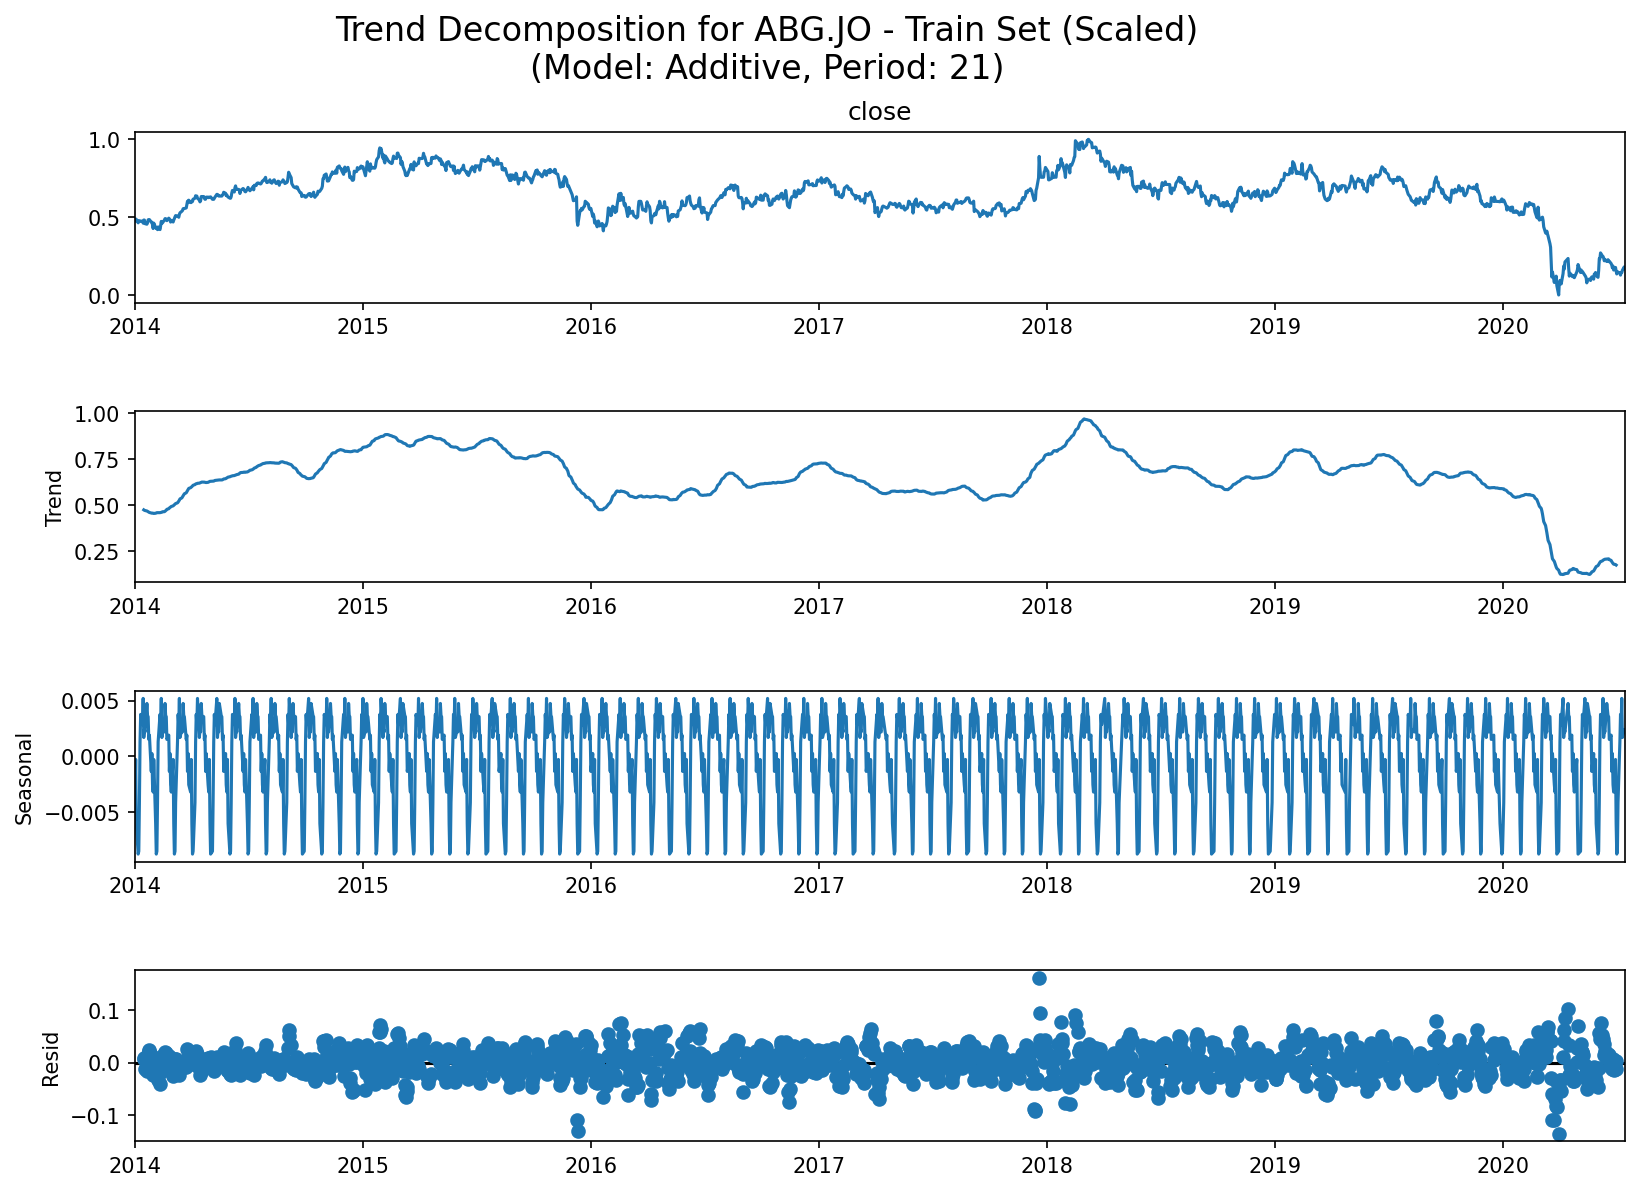 Trend Decomposition for ABG.JO - Train Set (Scaled)
(Model: Additive, Period: 21)
close
1.0
0.5
0.0
2014 2015 2016 2017 2018 2019 2020
Trend
1.00
0.75
0.50
0.25
2014 2015 2016 2017 2018 2019 2020
Seasonal
0.005
0.000
−0.005
2014 2015 2016 2017 2018 2019 2020
Resid
0.1
0.0
−0.1
2014 2015 2016 2017 2018 2019 2020